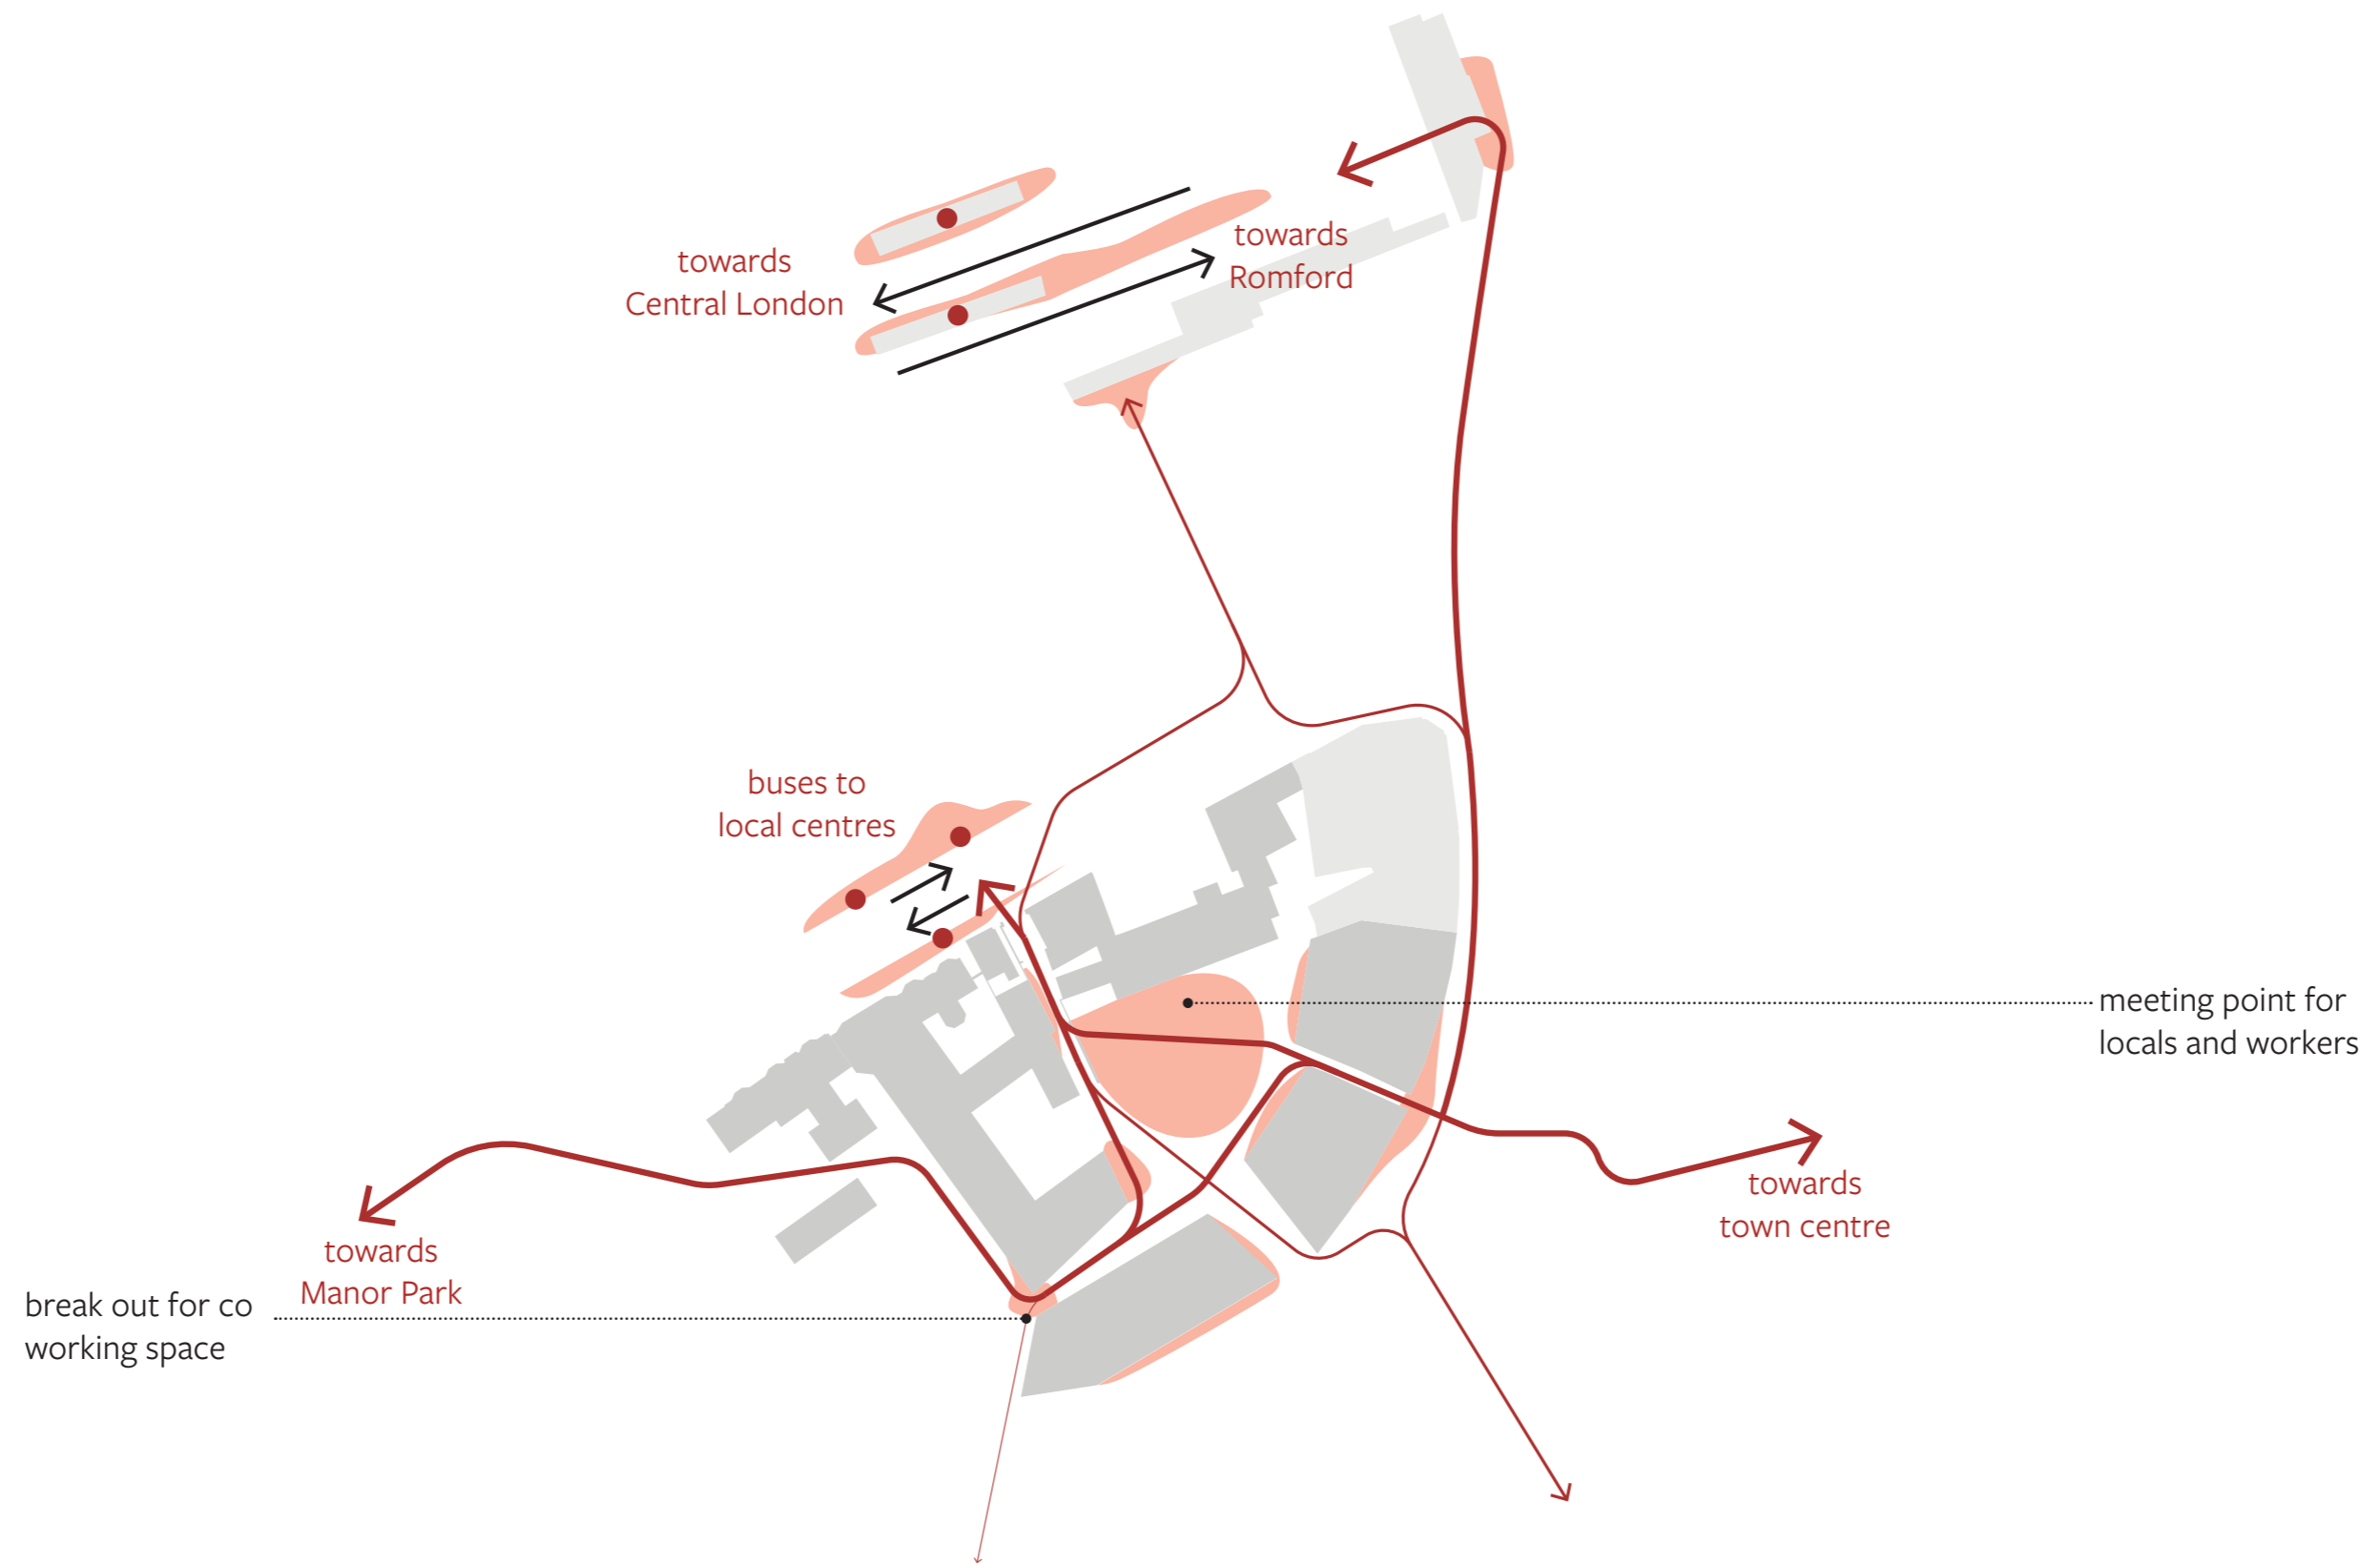 towards
Romford
towards
Central London
buses to
local centres
meeting point for
locals and workers
towards
town centre
towards
Manor Park
break out for co
working space